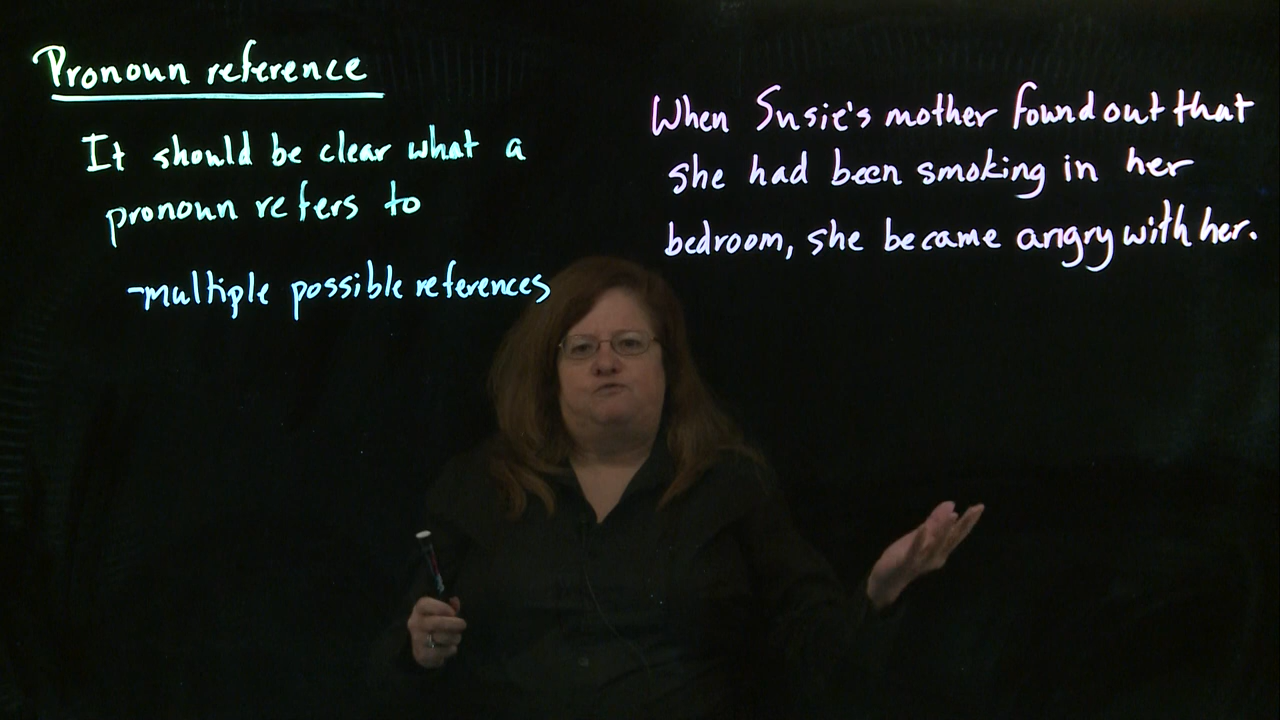 Pronoun reference
It should be clear what a
pronoun refers to
-multiple possible references
When Susie's mother found out that
she had been smoking in her
bedroom, she became angry with her.